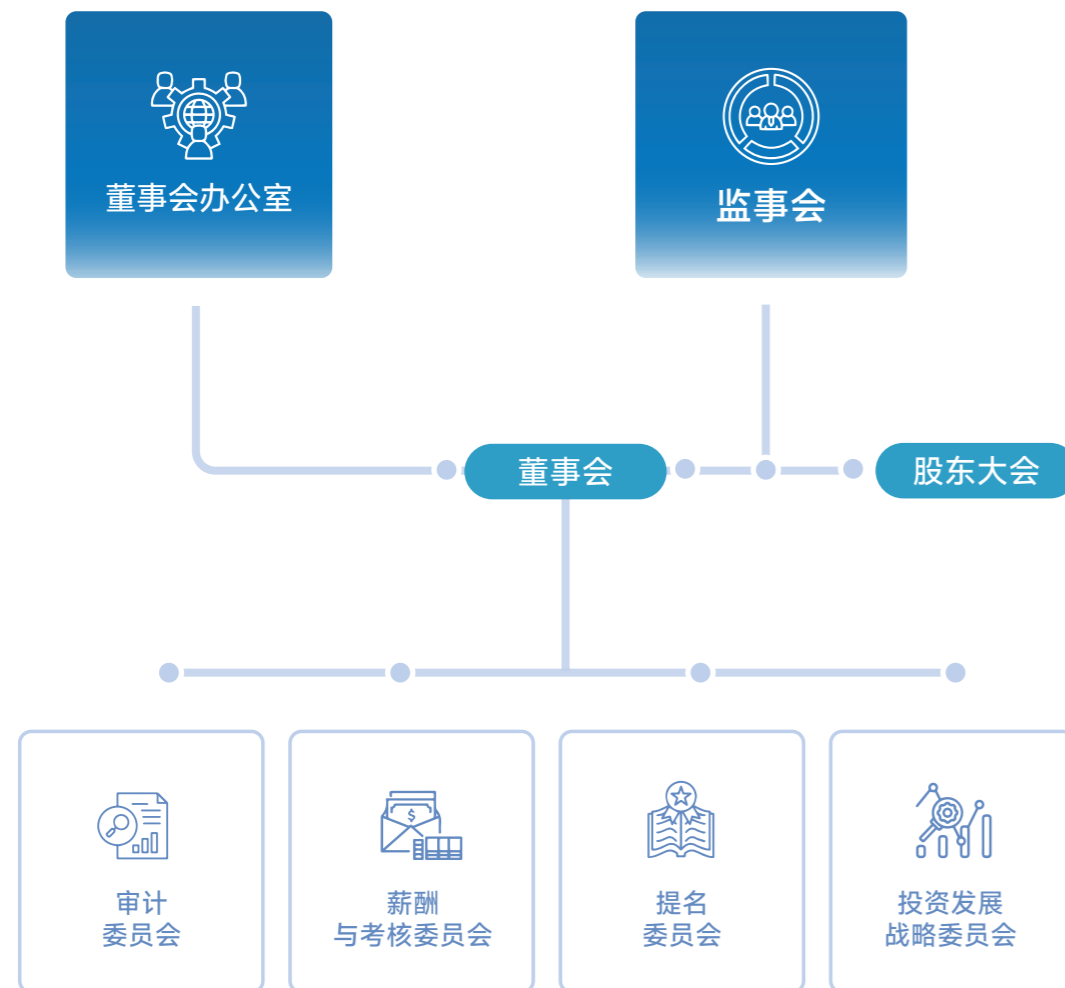 董事会办公室
监事会
董事会
股东大会
审计
委员会
薪酬
与考核委员会
提名
委员会
投资发展
战略委员会